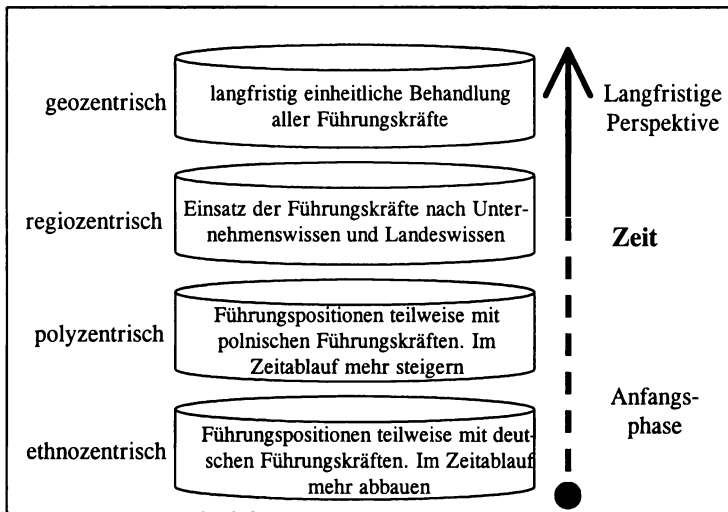 geozentrisch
langfristig einheitliche Behandlung
aller Führungskräfte
Langfristige
Perspektive
regiozentrisch
Einsatz der Führungskräfte nach Unter-
nehmenswissen und Landeswissen
Zeit
polyzentrisch
Führungspositionen teilweise mit
polnischen Führungskräften. Im
Zeitablauf mehr steigern
Anfangs-
phase
ethnozentrisch
Führungspositionen teilweise mit deut-
schen Führungskräften. Im Zeitablauf
mehr abbauen